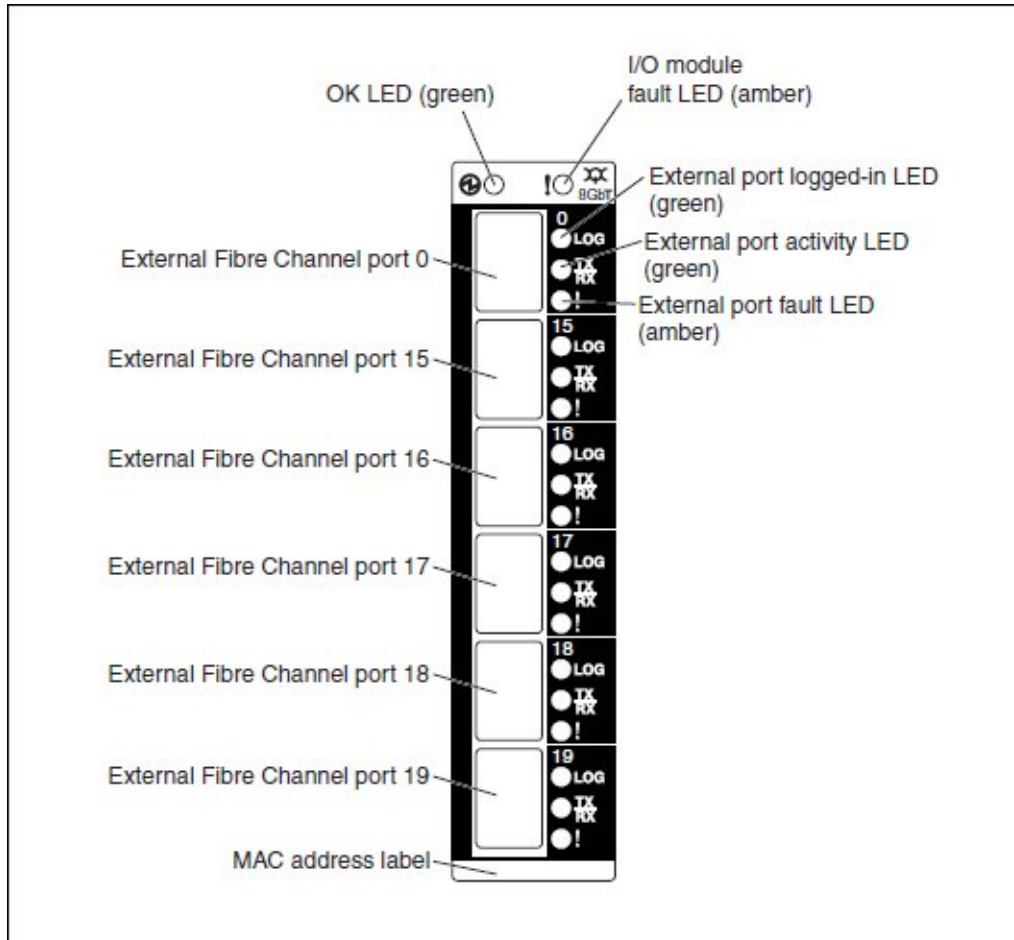 OK LED (green)
I/O module
fault LED (amber)
!
8GbT
External port logged-in LED
(green)
External port activity LED
(green)
External port fault LED
(amber)
External Fibre Channel port 0
0
LOG
TX
RX
!
External Fibre Channel port 15
15
LOG
TX
RX
!
External Fibre Channel port 16
16
LOG
TX
RX
!
External Fibre Channel port 17
17
LOG
TX
RX
!
External Fibre Channel port 18
18
LOG
TX
RX
!
External Fibre Channel port 19
19
LOG
TX
RX
!
MAC address label